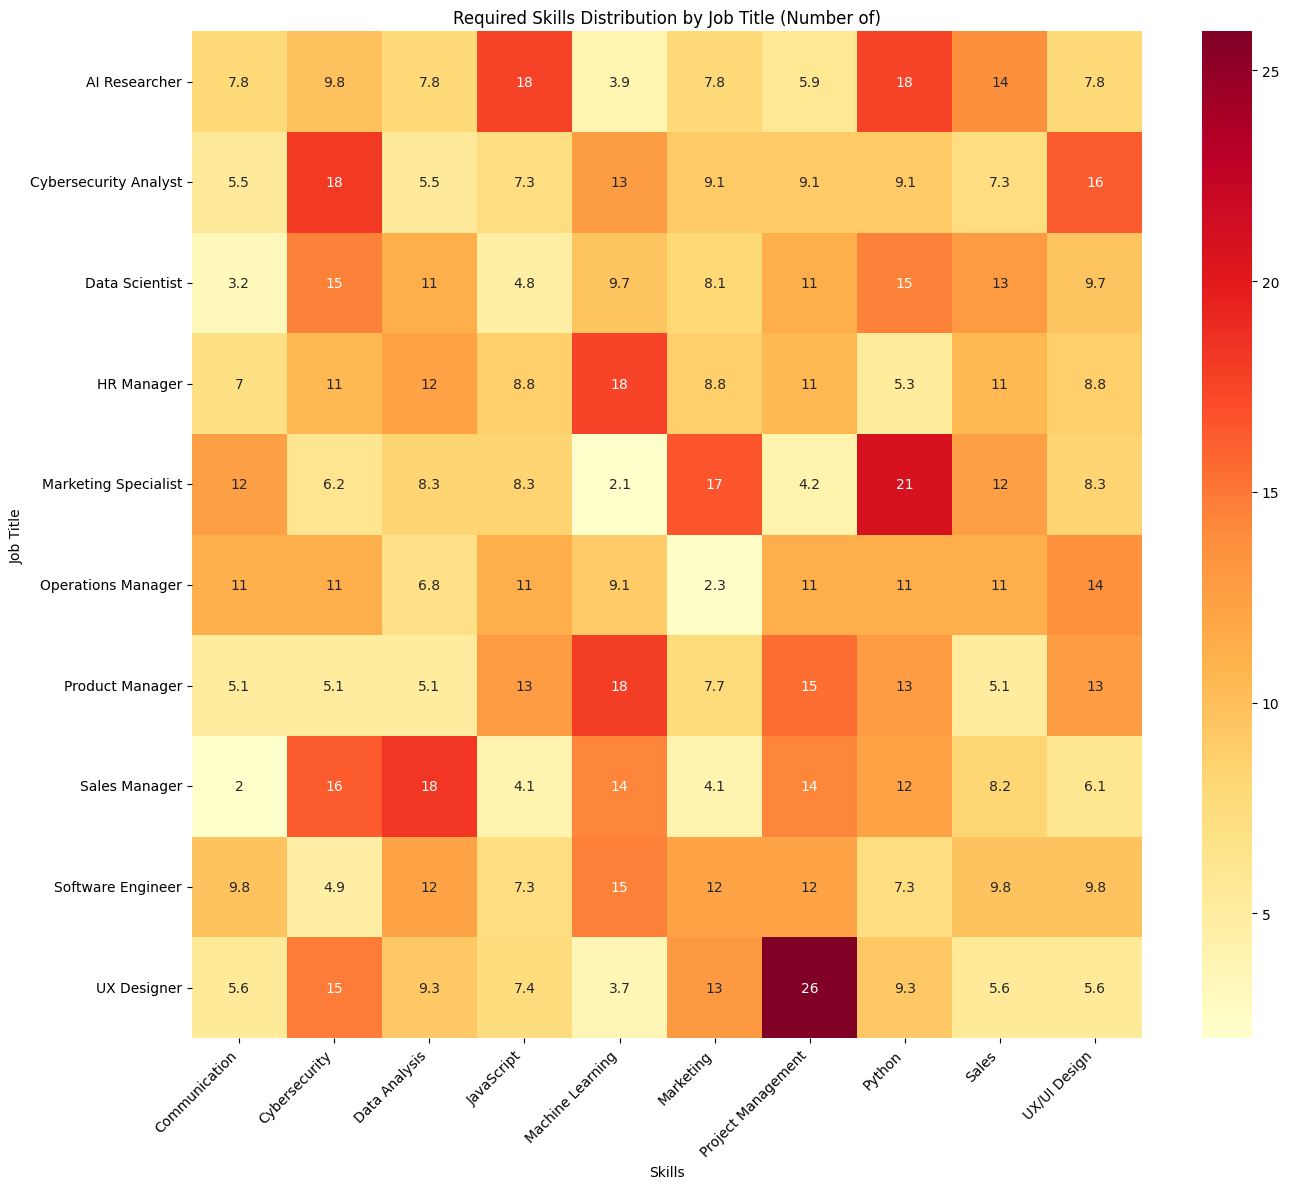 Required Skills Distribution by Job Title (Number of)
AI Researcher 7.8 9.8 7.8 18 3.9 7.8 5.9 18 14 7.8
Cybersecurity Analyst 5.5 18 5.5 7.3 13 9.1 9.1 9.1 7.3 16
Data Scientist 3.2 15 11 4.8 9.7 8.1 11 15 13 9.7
HR Manager 7 11 12 8.8 18 8.8 11 5.3 11 8.8
Marketing Specialist 12 6.2 8.3 8.3 2.1 17 4.2 21 12 8.3
Operations Manager 11 11 6.8 11 9.1 2.3 11 11 11 14
Product Manager 5.1 5.1 5.1 13 18 7.7 15 13 5.1 13
Sales Manager 2 16 18 4.1 14 4.1 14 12 8.2 6.1
Software Engineer 9.8 4.9 12 7.3 15 12 12 7.3 9.8 9.8
UX Designer 5.6 15 9.3 7.4 3.7 13 26 9.3 5.6 5.6
Job Title
Communication
Cybersecurity
Data Analysis
JavaScript
Machine Learning
Marketing
Project Management
Python
Sales
UX/UI Design
Skills
25
20
15
10
5